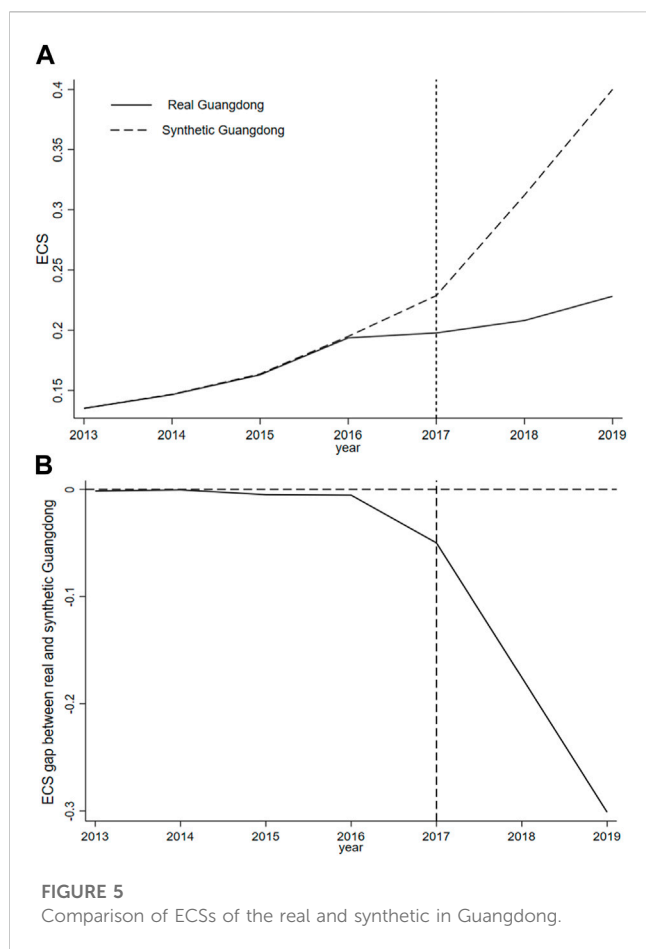 A
0.4
0.35
0.3
0.25
0.2
0.15
ECS
Real Guangdong
Synthetic Guangdong
2013 2014 2015 2016 2017 2018 2019
year
B
0
-0.1
-0.2
-0.3
ECS gap between real and synthetic Guangdong
2013 2014 2015 2016 2017 2018 2019
year
FIGURE 5
Comparison of ECSs of the real and synthetic in Guangdong.